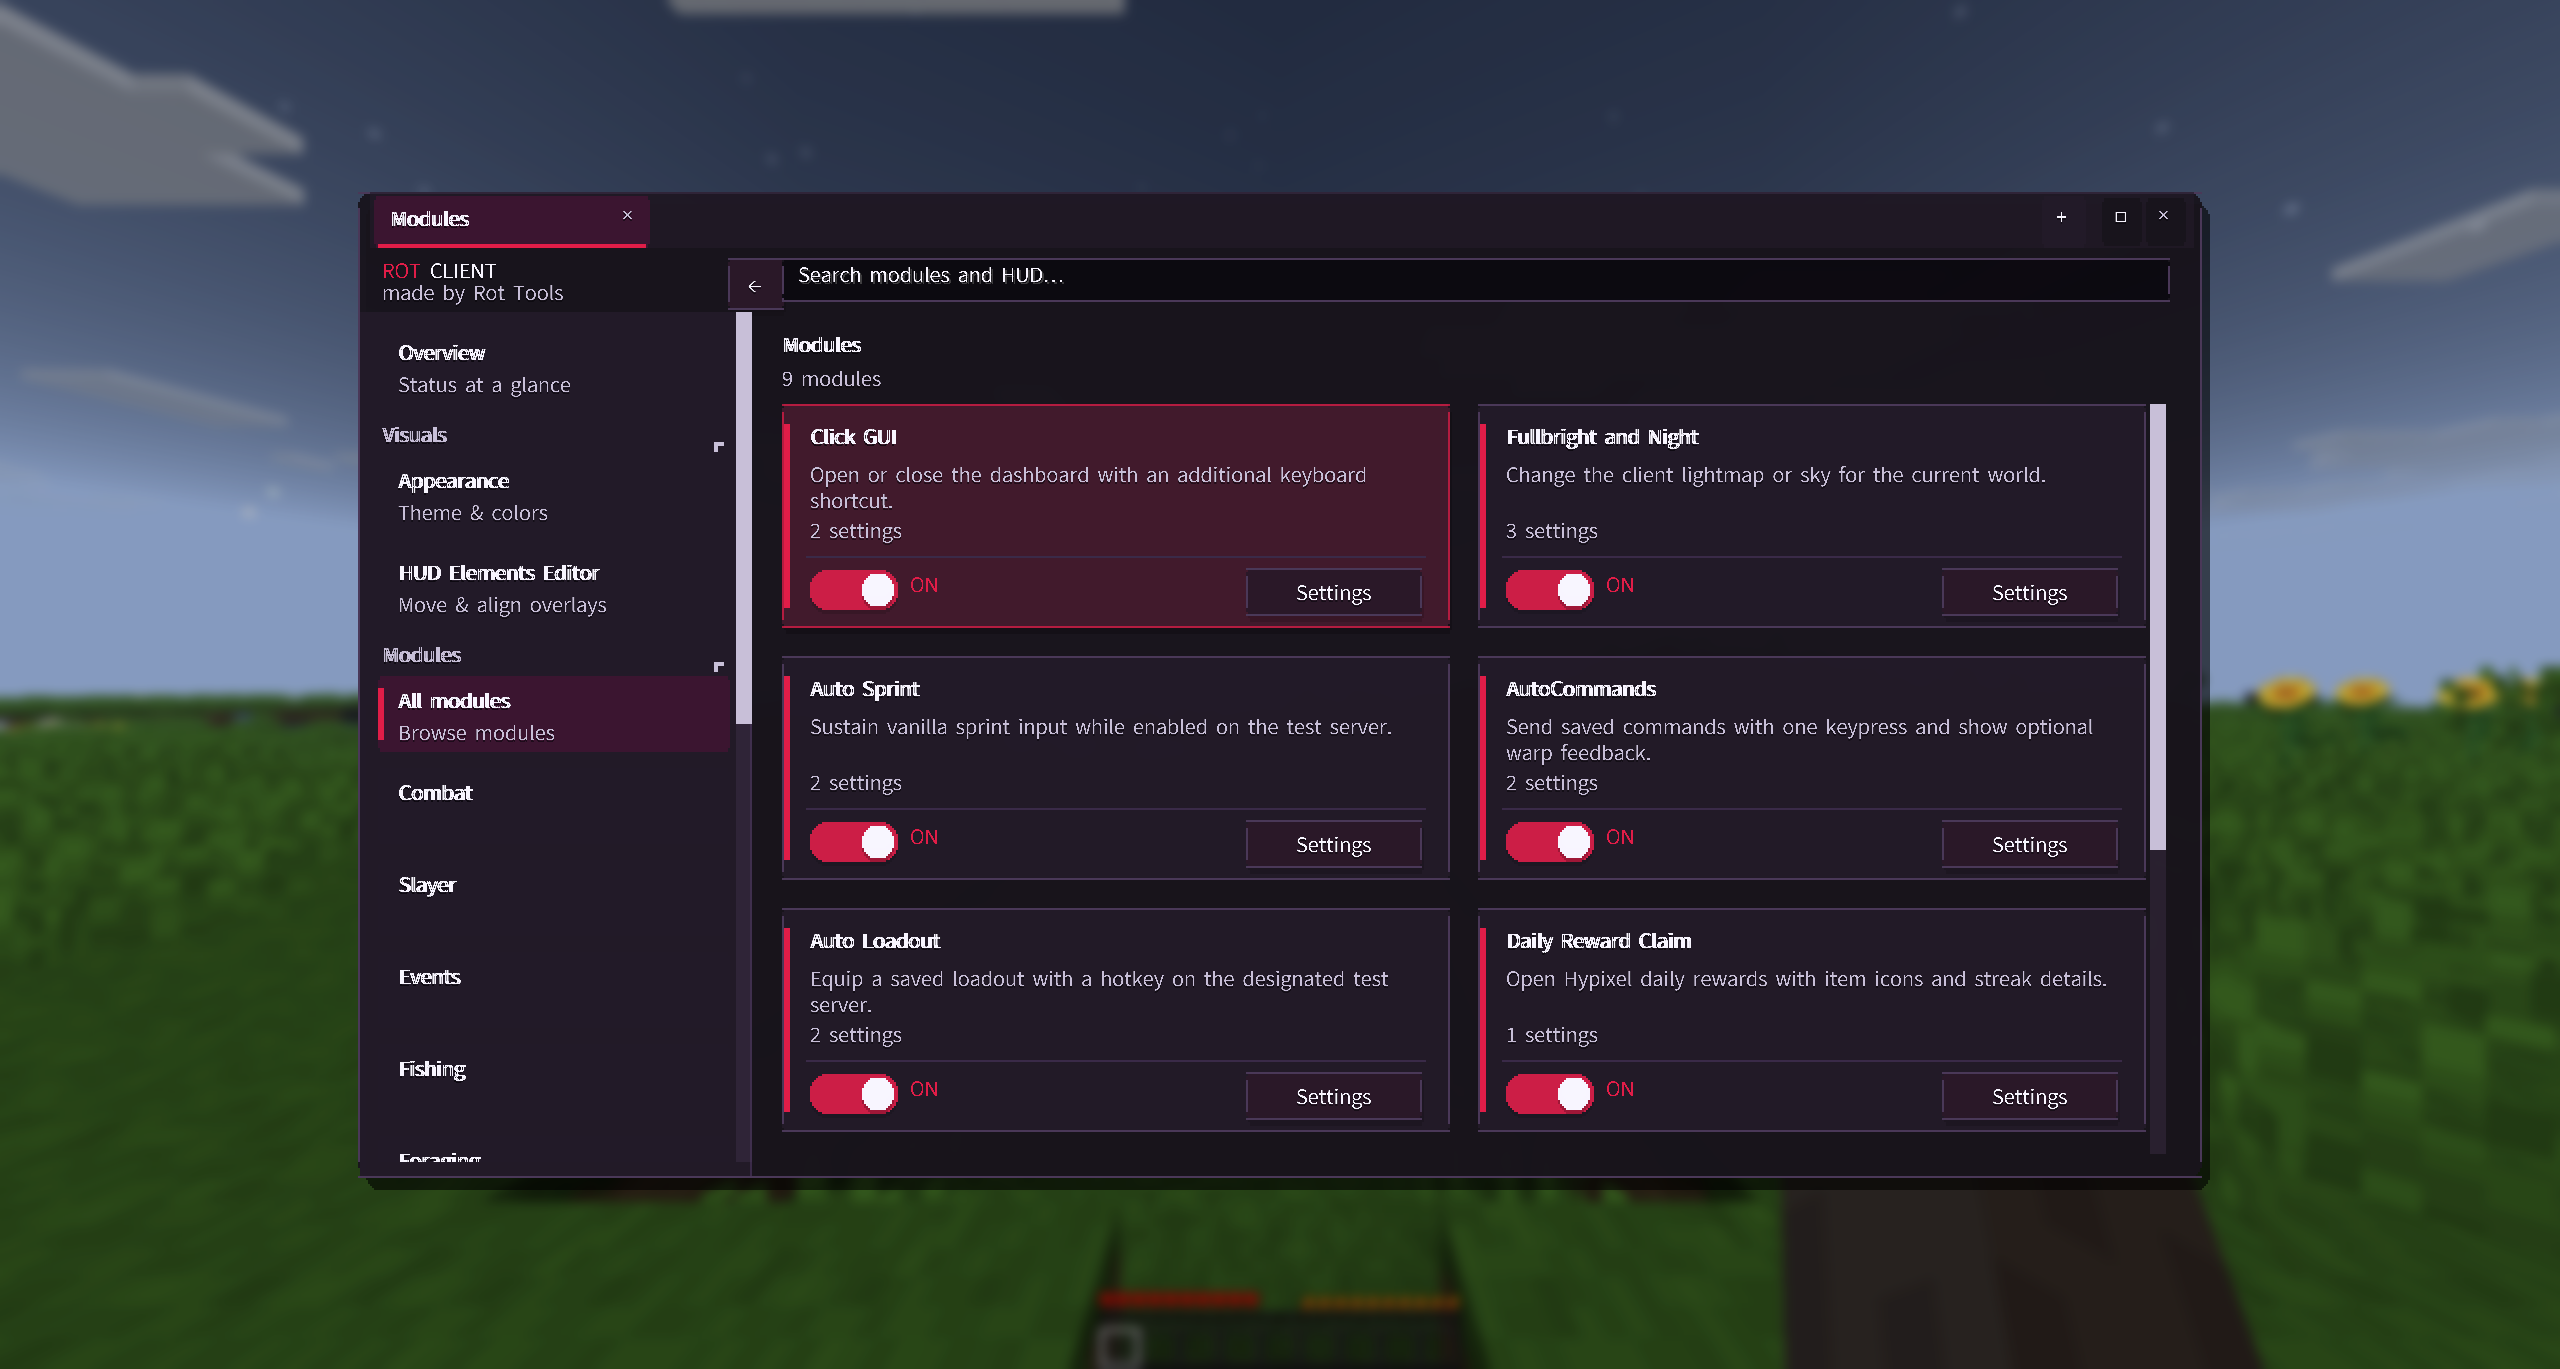 Modules
ROT CLIENT
made by Rot Tools
Search modules and HUD...
Overview
Status at a glance
Visuals
Appearance
Theme & colors
HUD Elements Editor
Move & align overlays
Modules
All modules
Browse modules
Combat
Slayer
Events
Fishing
Foraging
Modules
9 modules
Click GUI
Open or close the dashboard with an additional keyboard
shortcut.
2 settings
ON
Settings
Fullbright and Night
Change the client lightmap or sky for the current world.
3 settings
ON
Settings
Auto Sprint
Sustain vanilla sprint input while enabled on the test server.
2 settings
ON
Settings
AutoCommands
Send saved commands with one keypress and show optional
warp feedback.
2 settings
ON
Settings
Auto Loadout
Equip a saved loadout with a hotkey on the designated test
server.
2 settings
ON
Settings
Daily Reward Claim
Open Hypixel daily rewards with item icons and streak details.
1 settings
ON
Settings